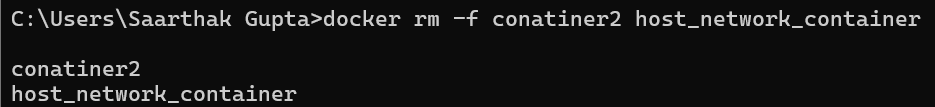 C:\Users\Saarthak Gupta>docker rm -f conatiner2 host_network_container
conatiner2
host_network_container